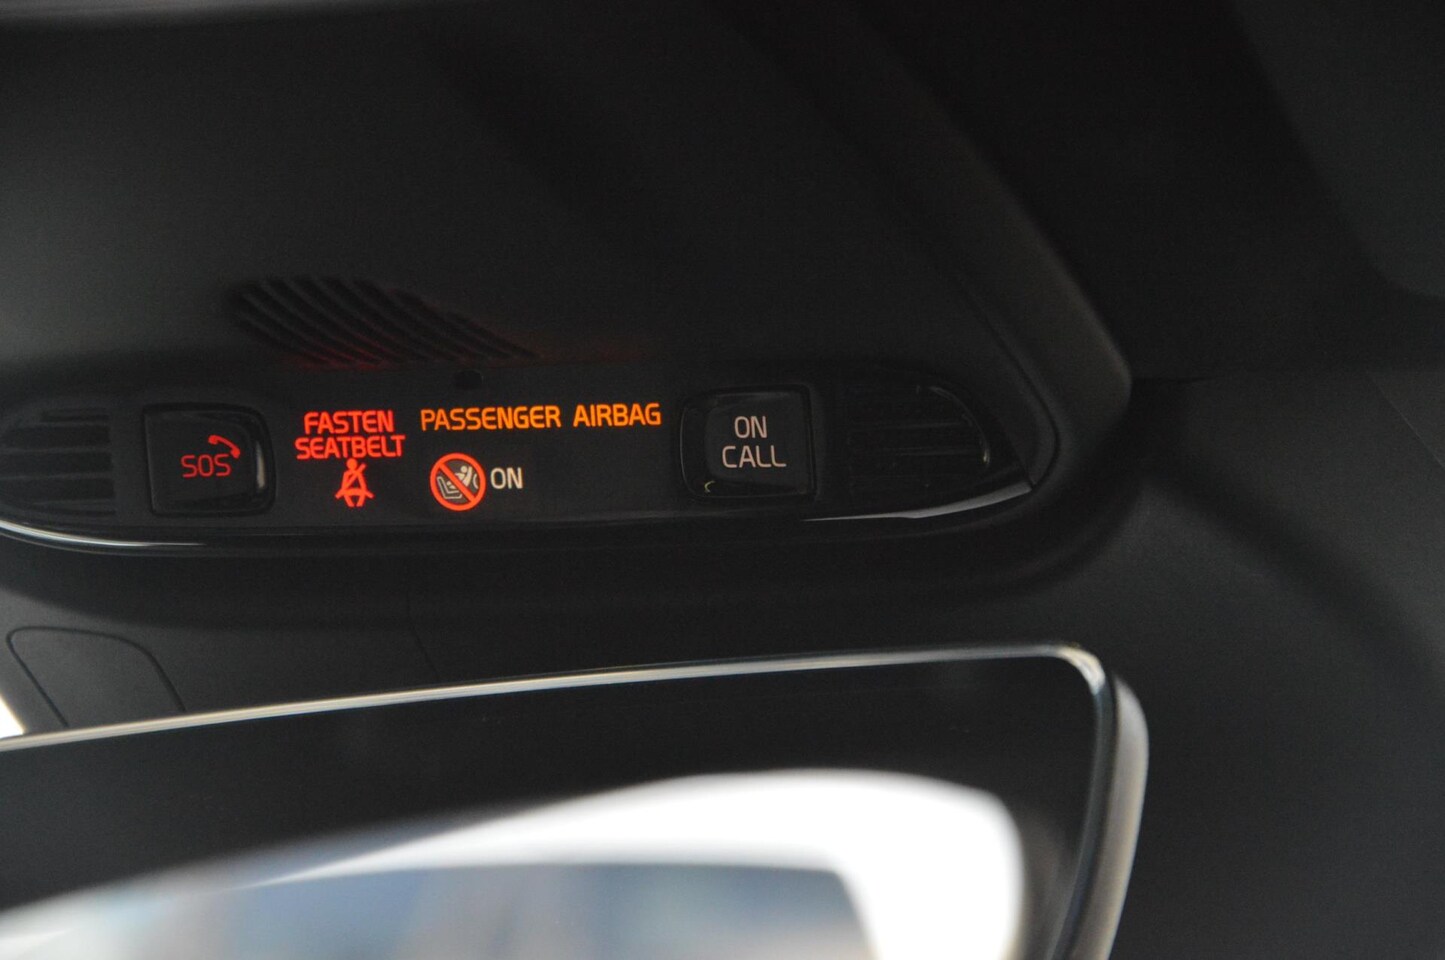 SOS
FASTEN
SEATBELT
PASSENGER AIRBAG
ON
ON
CALL